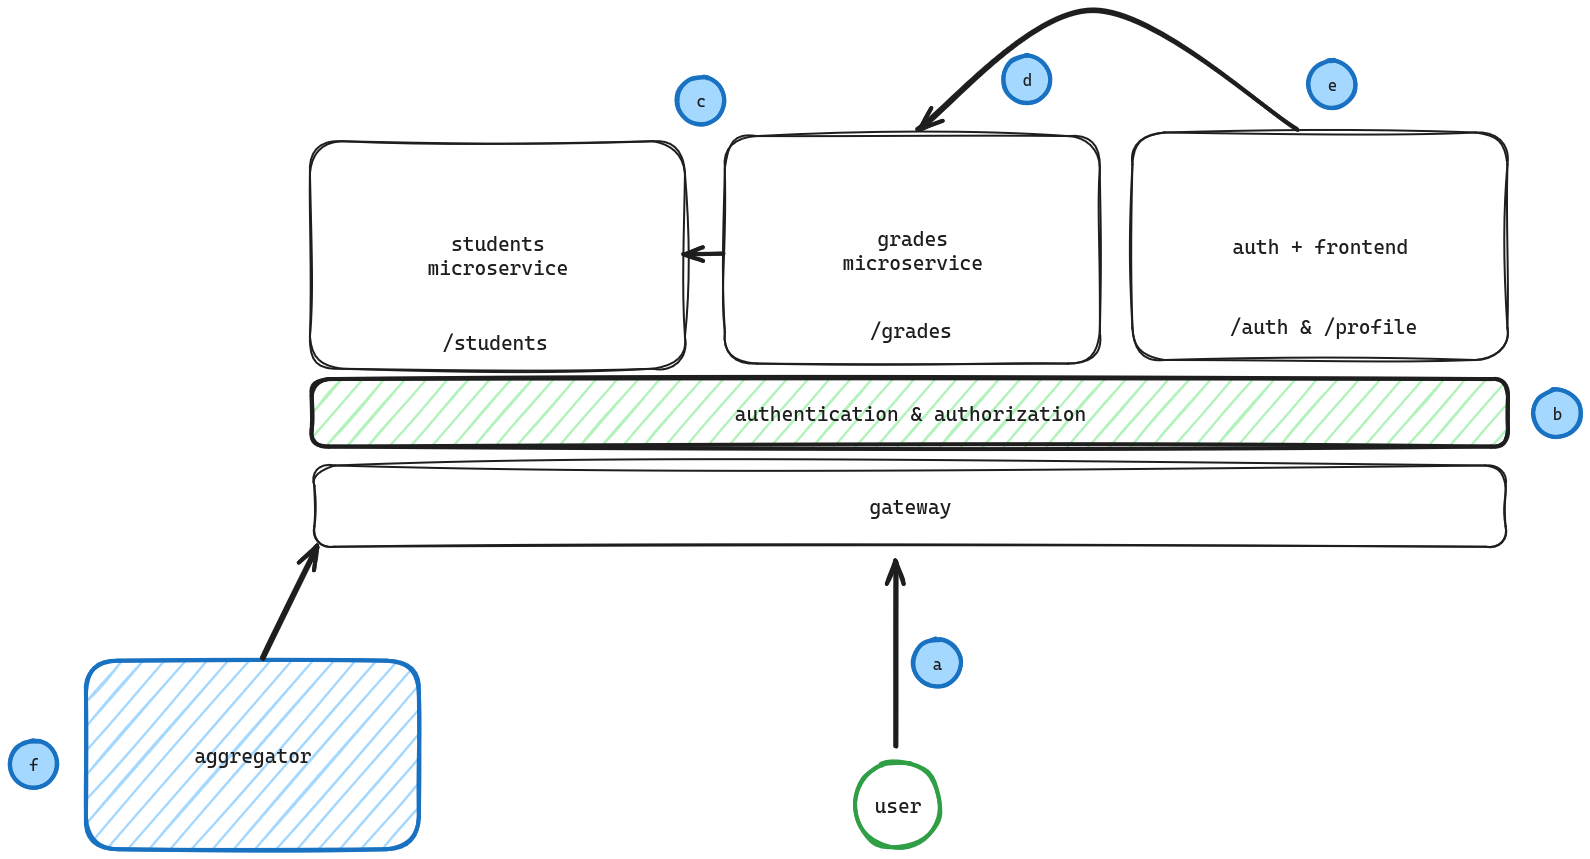 d
e
c
students
microservice
/students
grades
microservice
/grades
auth + frontend
/auth & /profile
authentication & authorization
b
gateway
a
aggregator
f
user